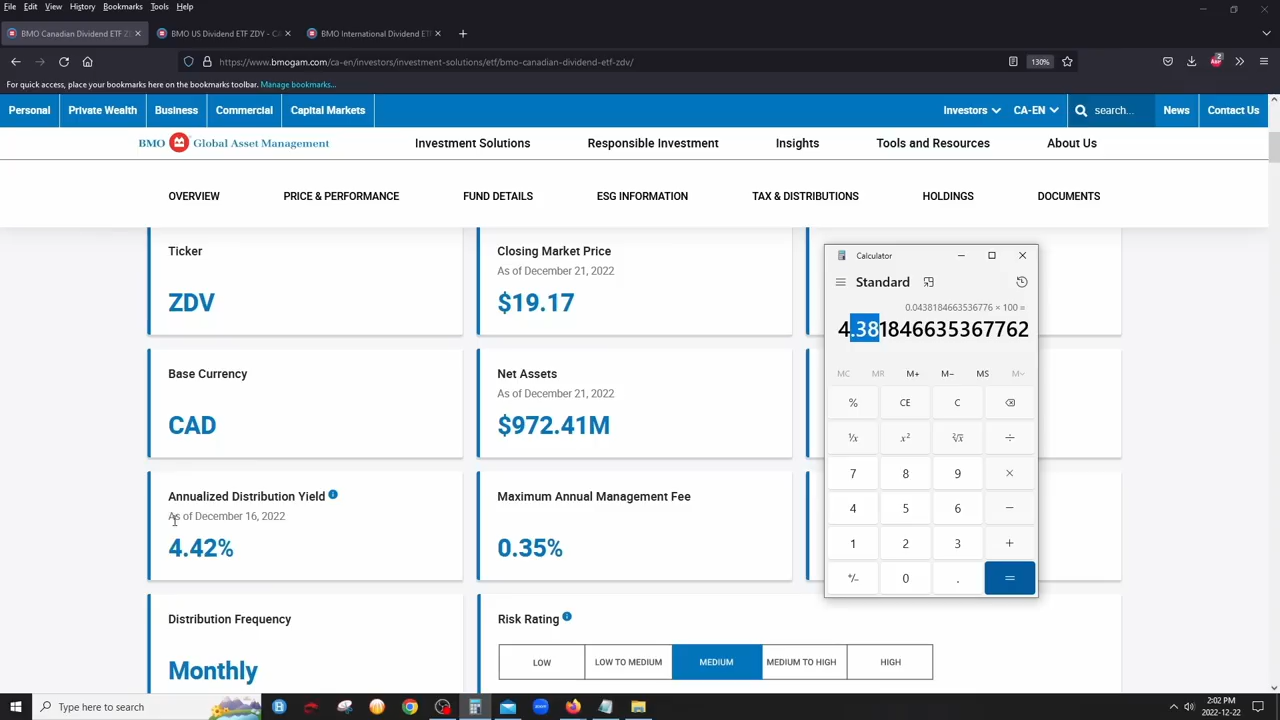 File Edit View History Bookmarks Tools Help
BMO Canadian Dividend ETF Z
BMO US Dividend ETF ZDY - CA
BMO International Dividend ETF
https://www.bmogam.com/ca-en/investors/investment-solutions/etf/bmo-canadian-dividend-etf-zdv/
130%
For quick access, place your bookmarks here on the bookmarks toolbar. Manage bookmarks...
Personal Private Wealth Business Commercial Capital Markets Investors CA-EN search... News Contact Us
BMO Global Asset Management Investment Solutions Responsible Investment Insights Tools and Resources About Us
OVERVIEW PRICE & PERFORMANCE FUND DETAILS ESG INFORMATION TAX & DISTRIBUTIONS HOLDINGS DOCUMENTS
Ticker
ZDV
Closing Market Price
As of December 21, 2022
$19.17
Base Currency
CAD
Net Assets
As of December 21, 2022
$972.41M
Annualized Distribution Yield
As of December 16, 2022
4.42%
Maximum Annual Management Fee
0.35%
Distribution Frequency
Monthly
Risk Rating
LOW LOW TO MEDIUM MEDIUM MEDIUM TO HIGH HIGH
Calculator
Standard
0.0438184663536776 × 100 =
4.381846635367762
MC MR M+ M− MS M
% CE C
¹/x x² ²√x ÷
7 8 9 ×
4 5 6 −
1 2 3 +
+/− 0 . =
Type here to search
zoom
2:02 PM
2022-12-22